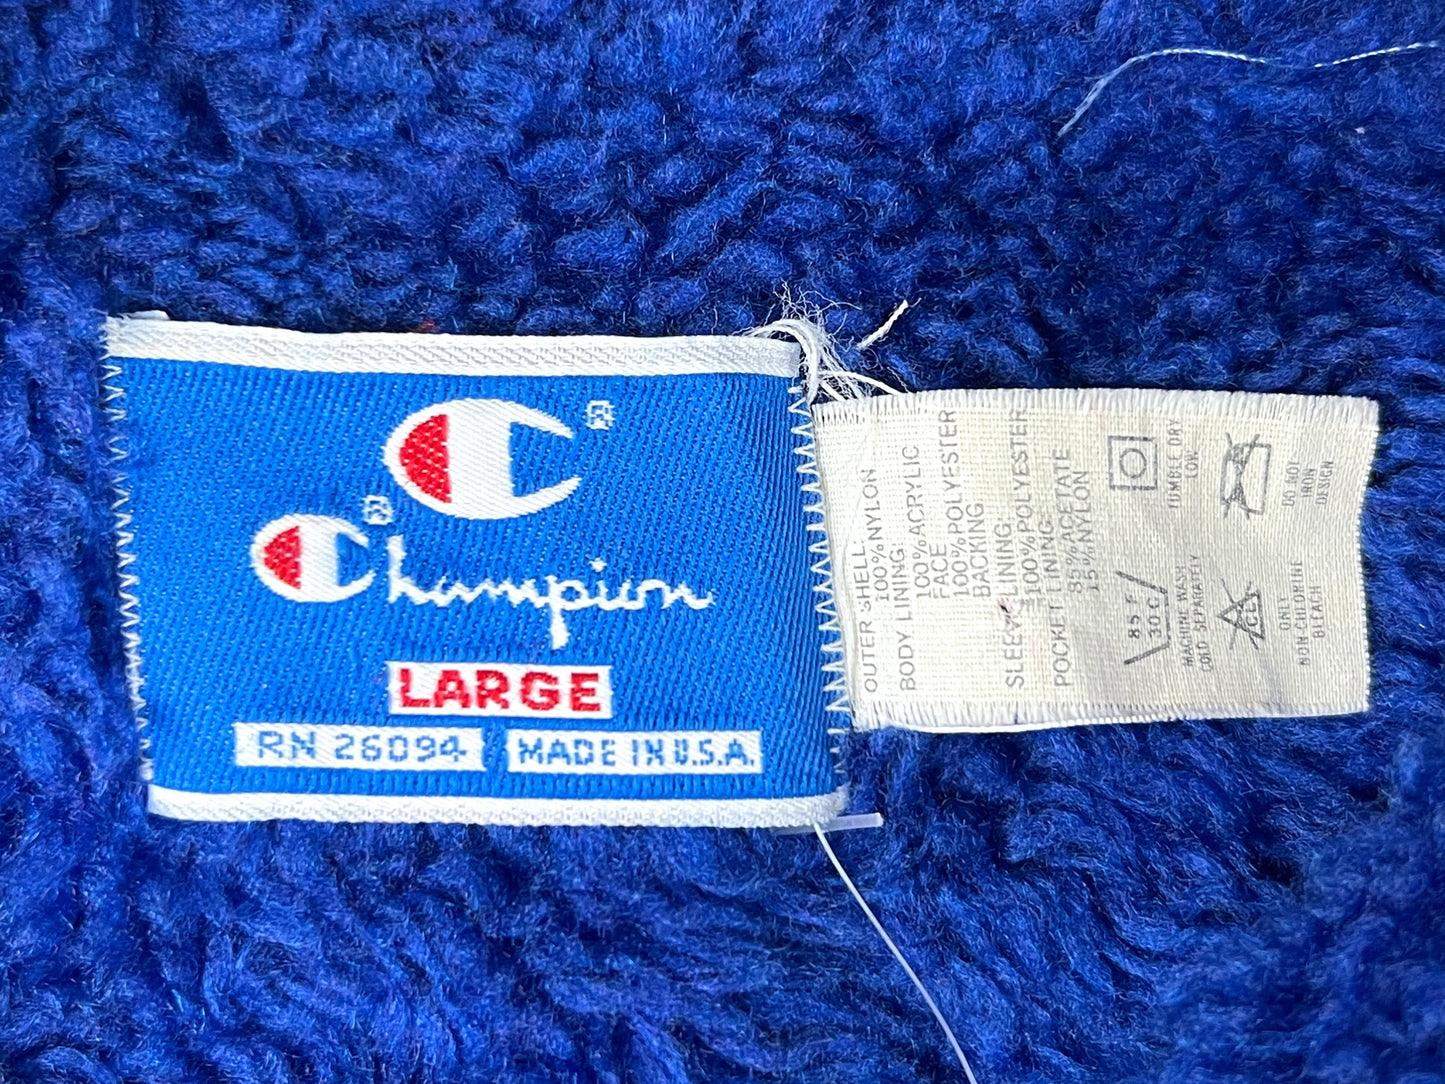 ®
Champion®
LARGE
RN 26094
MADE IN U.S.A.
OUTER SHELL:
100% NYLON
BODY LINING:
100% ACRYLIC
FACE
100% POLYESTER
BACKING
SLEEVE LINING:
100% POLYESTER
POCKET LINING
85% ACETATE
15% NYLON
85 F
30 C
MACHINE WASH
COLD SEPARATELY
TUMBLE DRY
LOW
CL
ONLY
NON CHLORINE
BLEACH
DO NOT
IRON
DESIGN